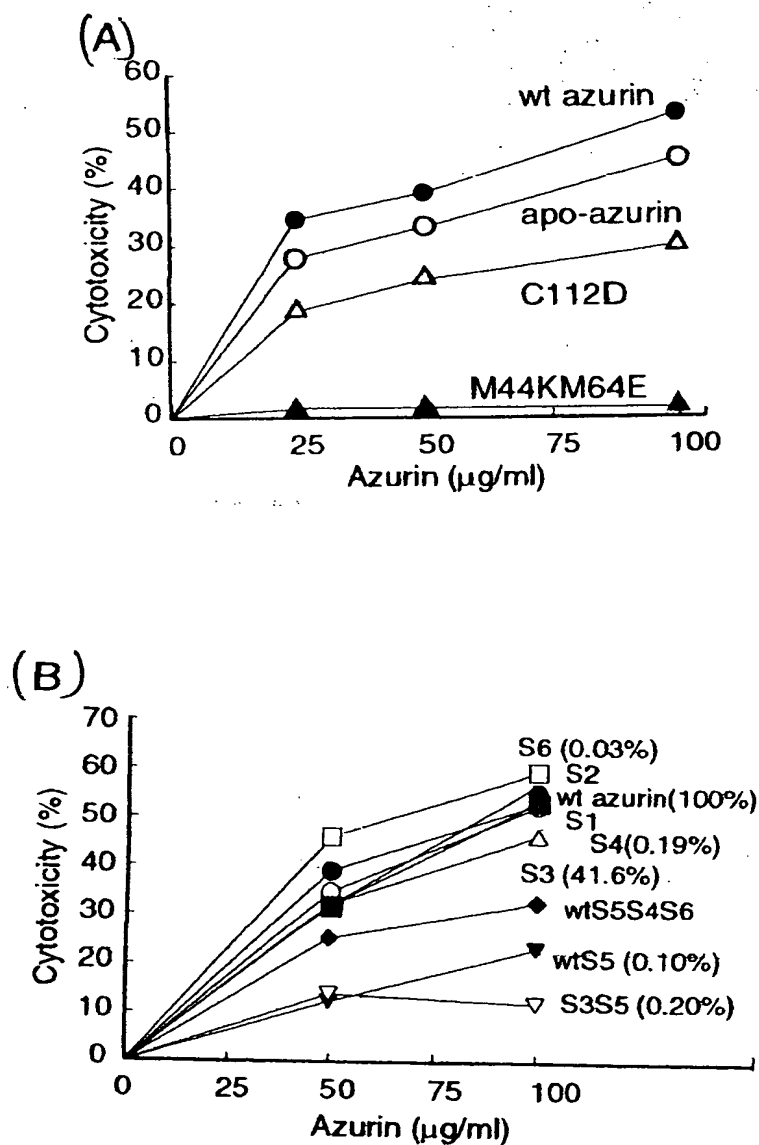 (A)
60
50
40
30
20
10
0
Cytotoxicity (%)
wt azurin
apo-azurin
C112D
M44KM64E
0 25 50 75 100
Azurin (μg/ml)
(B)
70
60
50
40
30
20
10
0
Cytotoxicity (%)
S6 (0.03%)
S2
wt azurin(100%)
S1
S4(0.19%)
S3 (41.6%)
wtS5S4S6
wtS5 (0.10%)
S3S5 (0.20%)
0 25 50 75 100
Azurin (μg/ml)